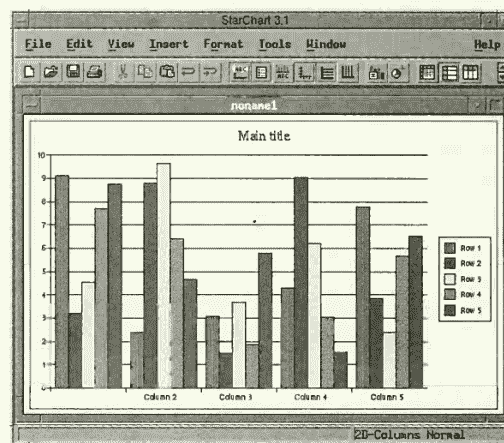 StarChart 3.1
File Edit View Insert Format Tools Window Help
noname1
Main title
10
9
8
7
6
5
4
3
2
1
0
Row 1
Row 2
Row 3
Row 4
Row 5
Column 2 Column 3 Column 4 Column 5
2D-Columns Normal